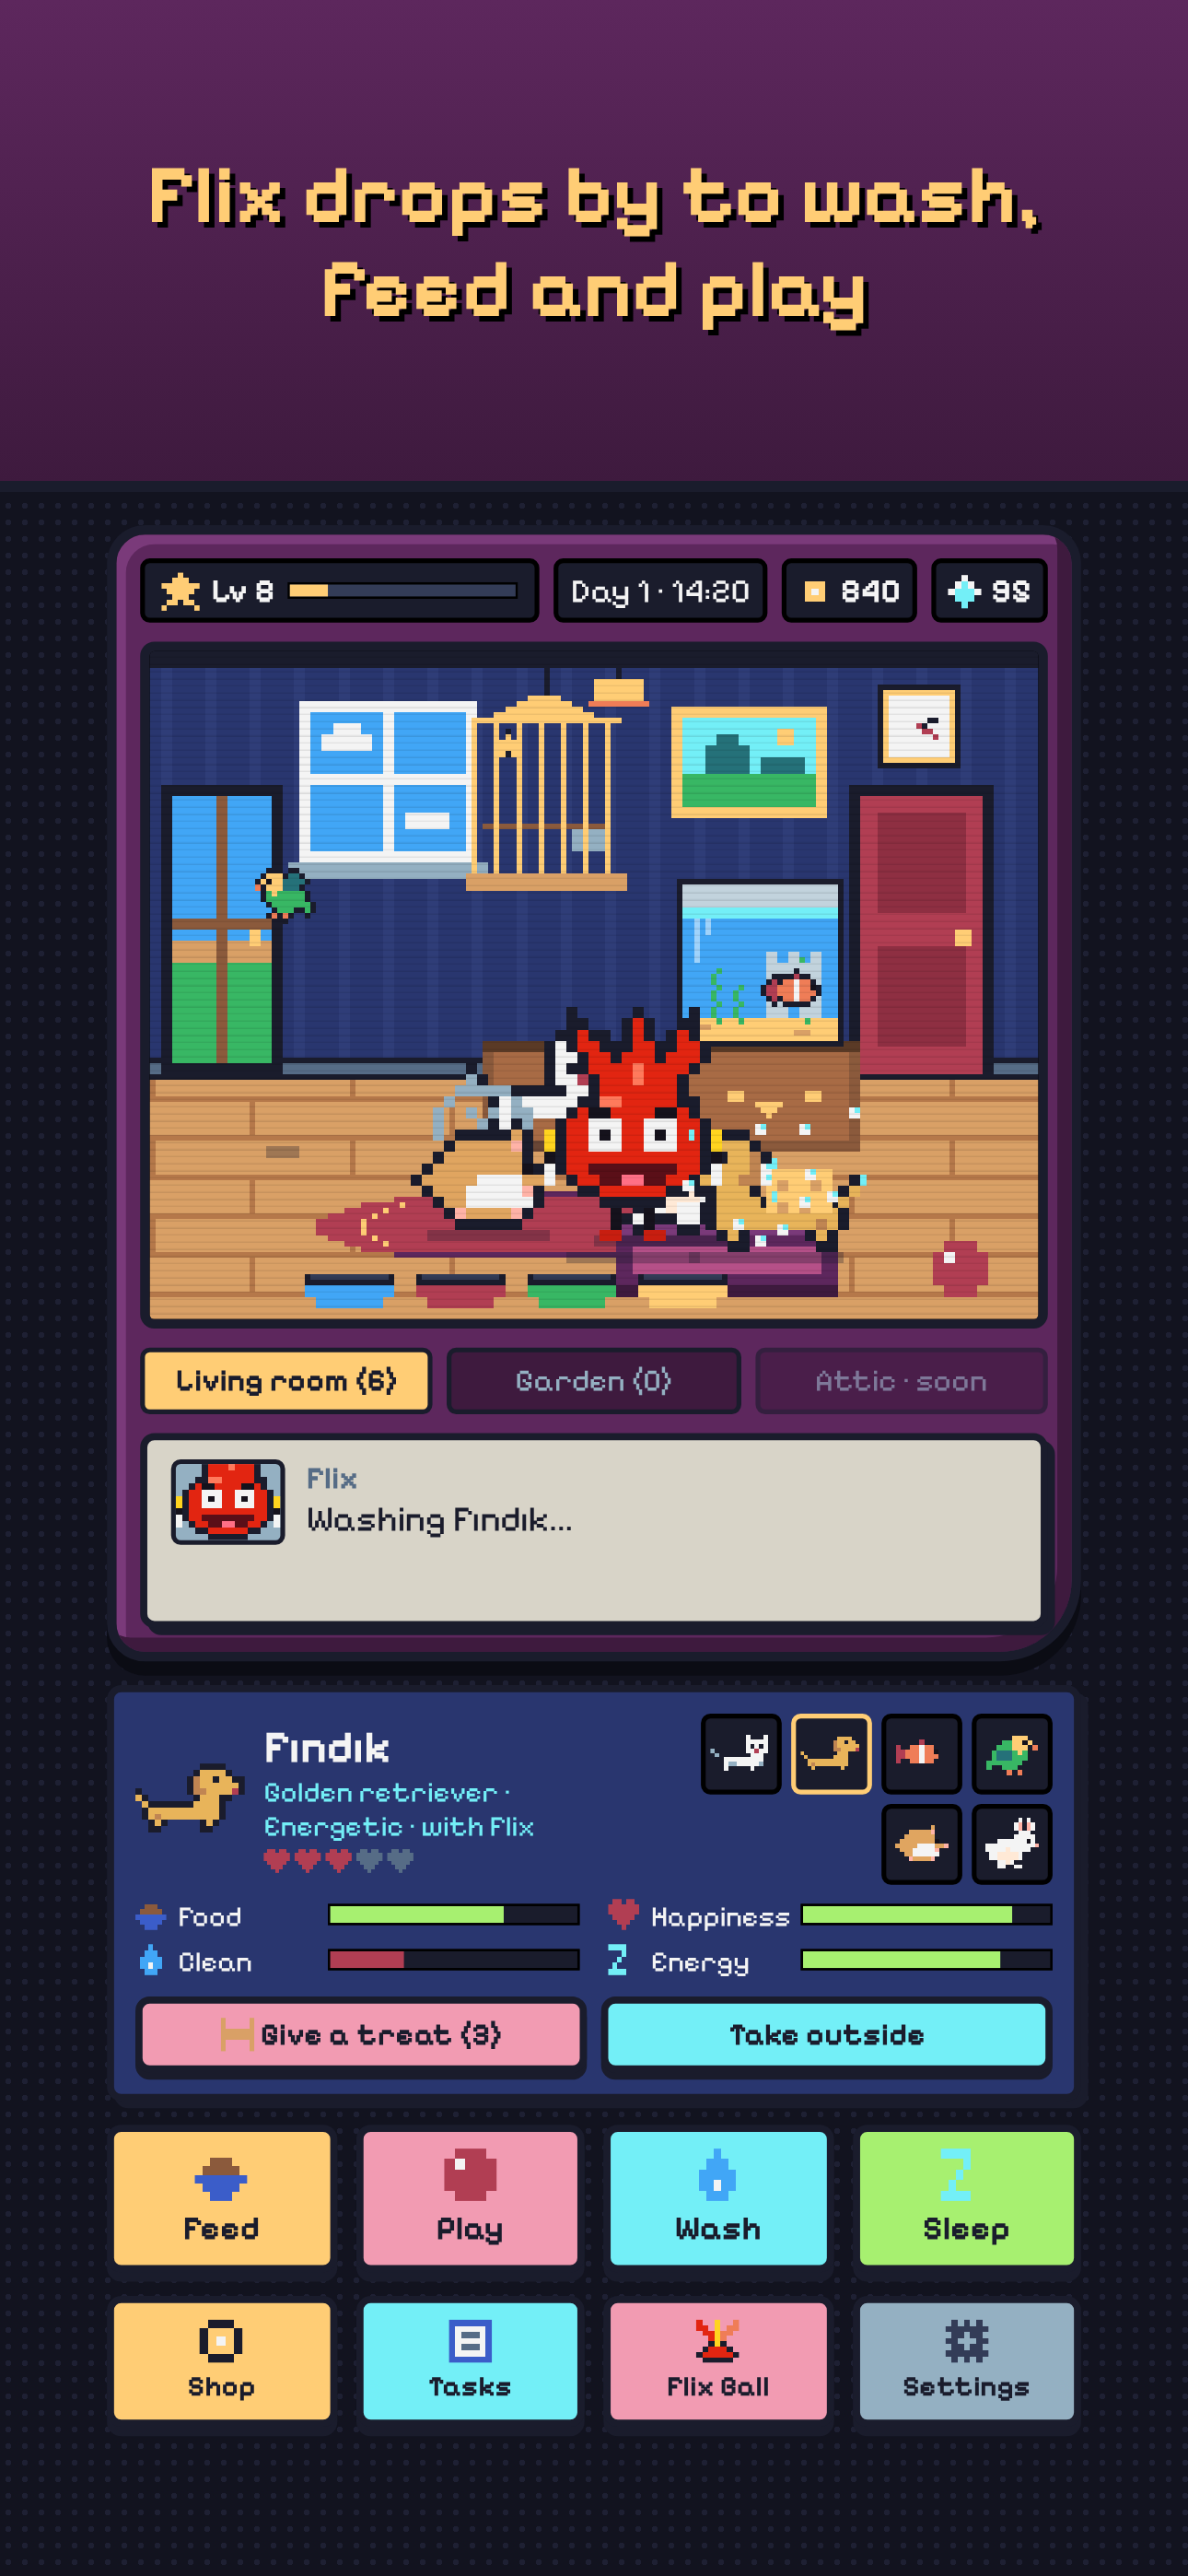 Flix drops by to wash,
feed and play
Lv 8
Day 1 · 14:20
840
98
Living room (6)
Garden (0)
Attic · soon
Flix
Washing Fındık...
Fındık
Golden retriever ·
Energetic · with Flix
Food
Happiness
Clean
Energy
Give a treat (3)
Take outside
Feed
Play
Wash
Sleep
Shop
Tasks
Flix Call
Settings